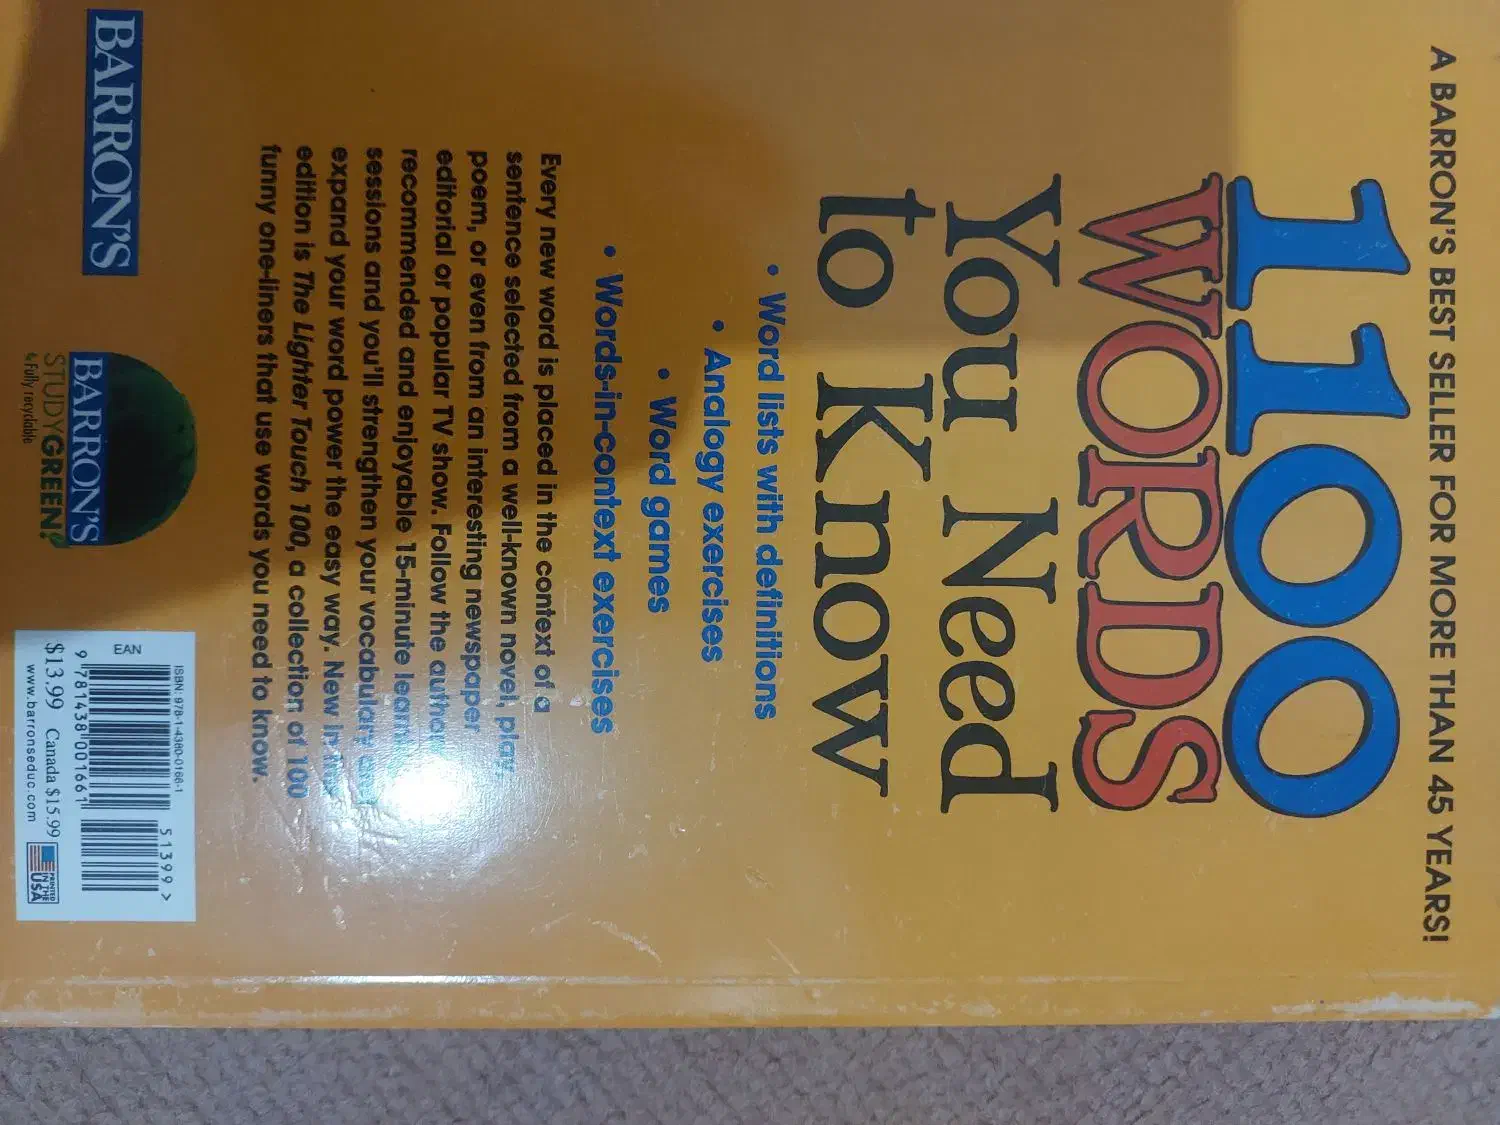 A BARRON'S BEST SELLER FOR MORE THAN 45 YEARS!
1100
WORDS
You Need
to Know
• Word lists with definitions
• Analogy exercises
• Word games
• Words-in-context exercises
Every new word is placed in the context of a
sentence selected from a well-known novel, play,
poem, or even from an interesting newspaper
editorial or popular TV show. Follow the author
recommended and enjoyable 15-minute learni
sessions and you'll strengthen your vocabulary and
expand your word power the easy way. New in the
edition is The Lighter Touch 100, a collection of 100
funny one-liners that use words you need to know.
BARRON'S
BARRON'S
STUDYGREEN!
Fully recyclable
ISBN: 978-1-4380-0166-1
EAN
51399>
9 781438 001661
$13.99 Canada $15.99
www.barronseduc.com
PRINTED
IN THE
USA